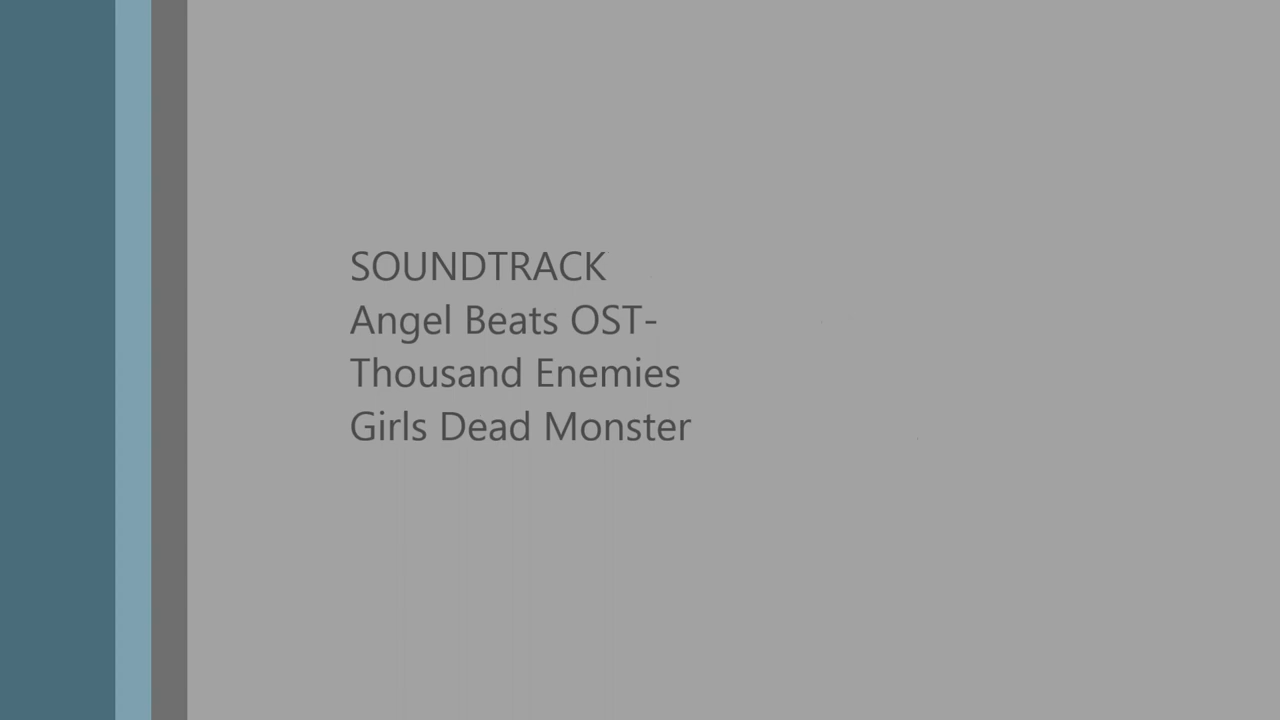 SOUNDTRACK
Angel Beats OST-
Thousand Enemies
Girls Dead Monster